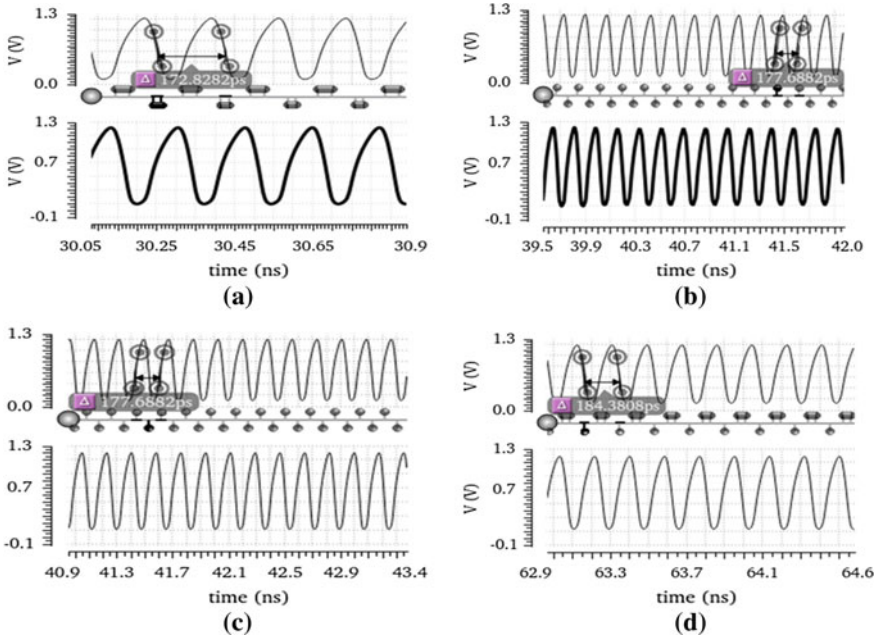 1.3
V (V)
0.0
Δ 172.8282ps
1.3
V (V)
0.7
-0.1
30.05 30.25 30.45 30.65 30.9
time (ns)
(a)
1.3
V (V)
0.0
Δ 177.6882ps
1.3
V (V)
0.7
-0.1
39.5 39.9 40.3 40.7 41.1 41.5 42.0
time (ns)
(b)
1.3
V (V)
0.0
Δ 177.6882ps
1.3
V (V)
0.7
-0.1
40.9 41.3 41.7 42.1 42.5 42.9 43.4
time (ns)
(c)
1.3
V (V)
0.0
Δ 184.3808ps
1.3
V (V)
0.7
-0.1
62.9 63.3 63.7 64.1 64.6
time (ns)
(d)